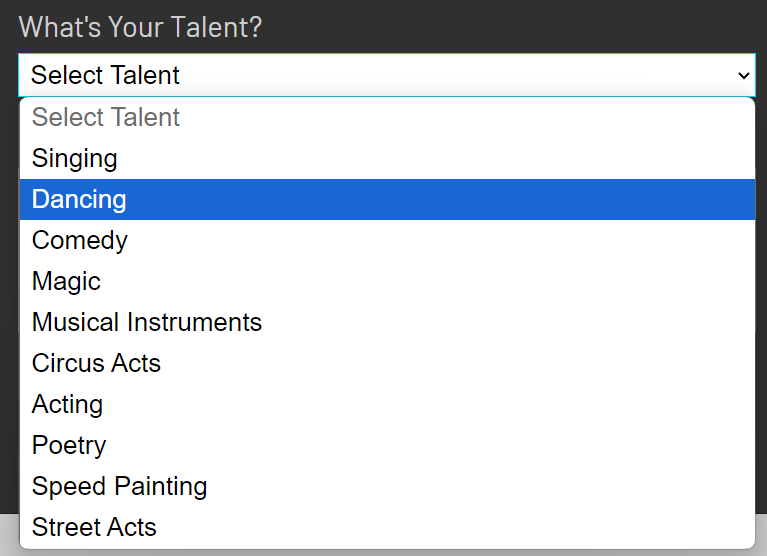 What's Your Talent?
Select Talent
Select Talent
Singing
Dancing
Comedy
Magic
Musical Instruments
Circus Acts
Acting
Poetry
Speed Painting
Street Acts